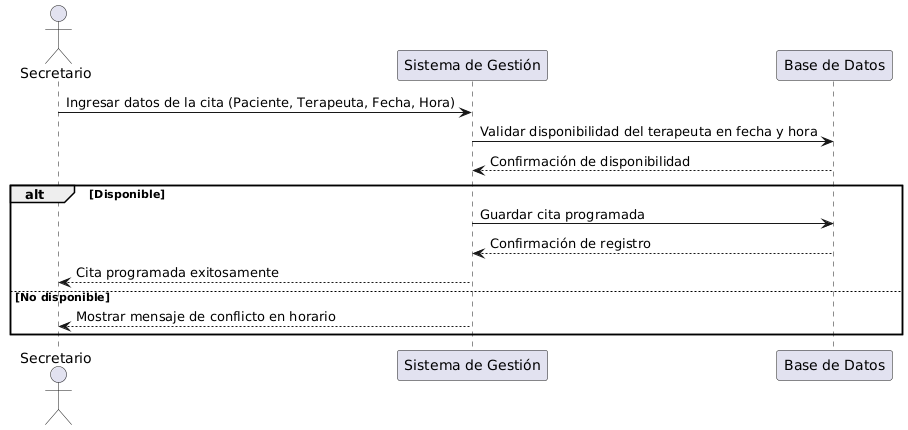 Secretario
Sistema de Gestión
Base de Datos
Ingresar datos de la cita (Paciente, Terapeuta, Fecha, Hora)
Validar disponibilidad del terapeuta en fecha y hora
Confirmación de disponibilidad
alt [Disponible]
Guardar cita programada
Confirmación de registro
Cita programada exitosamente
[No disponible]
Mostrar mensaje de conflicto en horario
Secretario
Sistema de Gestión
Base de Datos